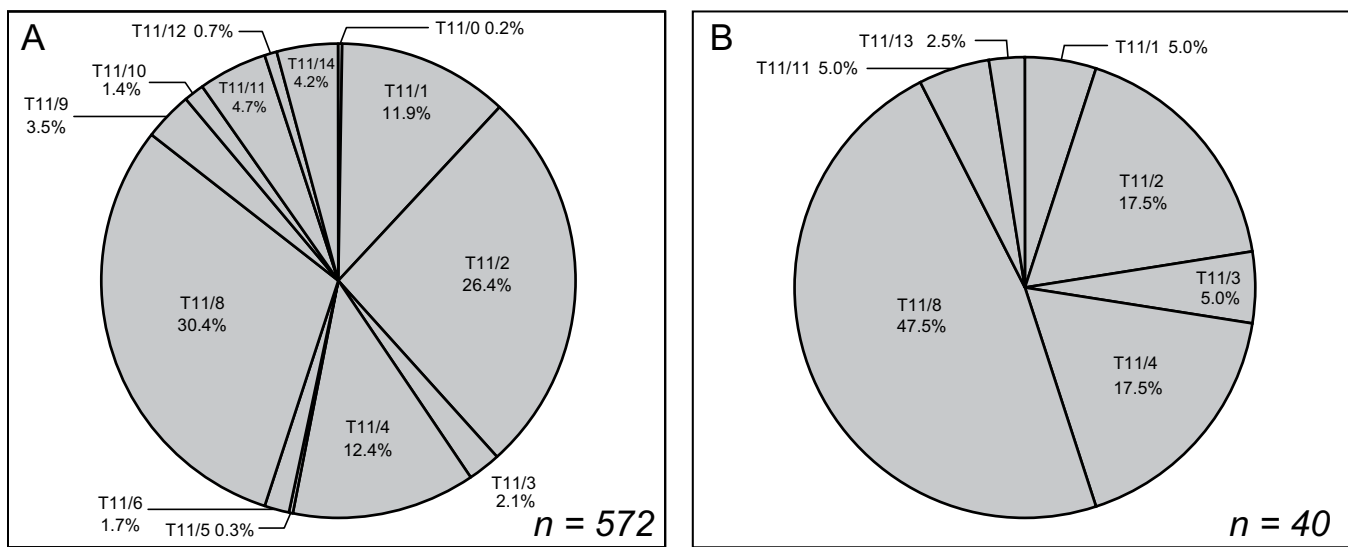 A
T11/0 0.2%
T11/1
11.9%
T11/2
26.4%
T11/3
2.1%
T11/4
12.4%
T11/5 0.3%
T11/6
1.7%
T11/8
30.4%
T11/9
3.5%
T11/10
1.4%
T11/11
4.7%
T11/12 0.7%
T11/14
4.2%
n = 572
B
T11/1 5.0%
T11/2
17.5%
T11/3
5.0%
T11/4
17.5%
T11/8
47.5%
T11/11 5.0%
T11/13 2.5%
n = 40